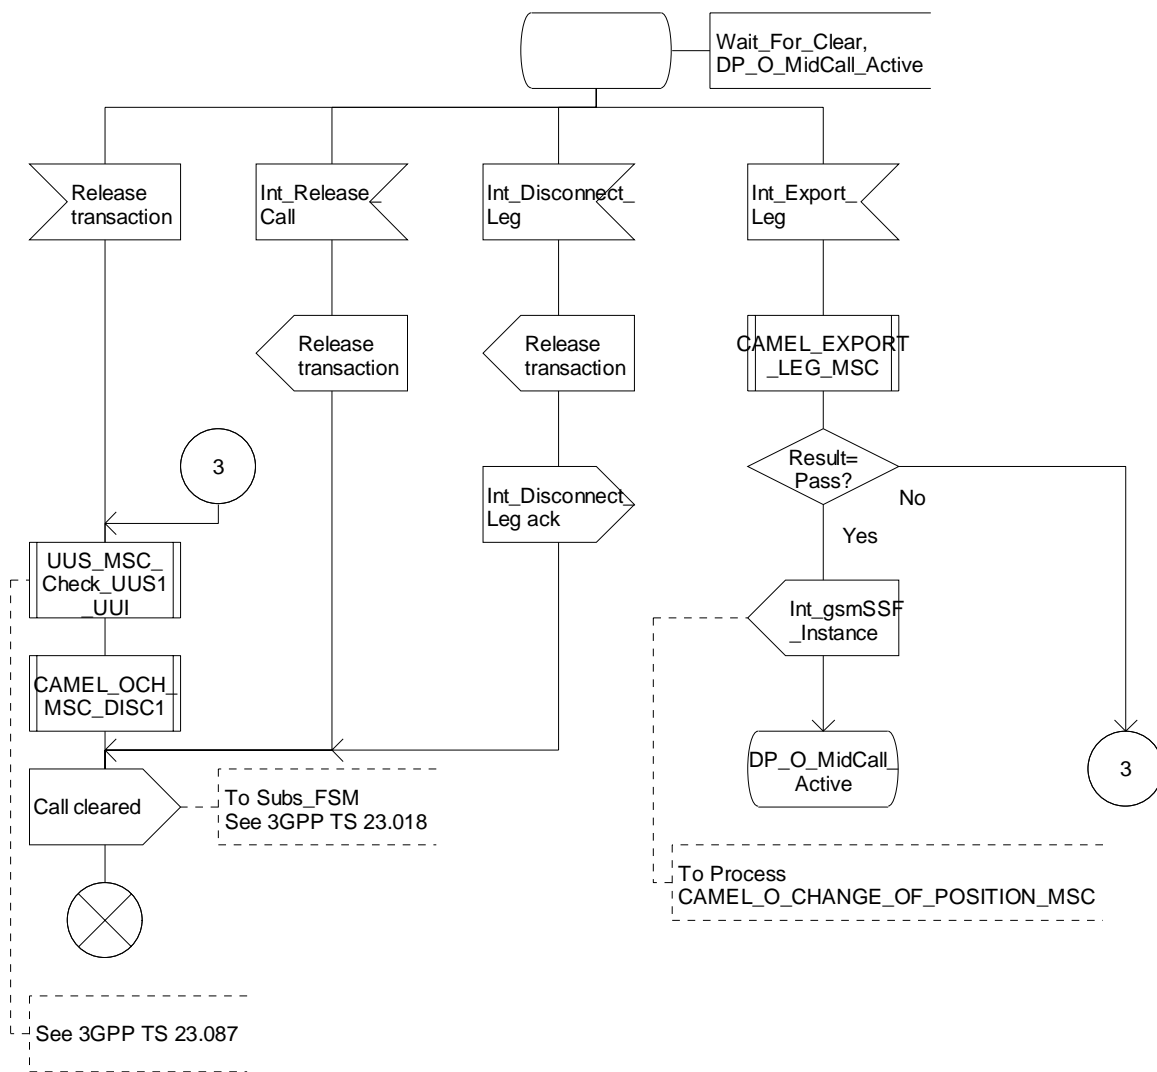 Wait_For_Clear,
DP_O_MidCall_Active
Release
transaction
Int_Release_
Call
Int_Disconnect_
Leg
Int_Export_
Leg
Release
transaction
Release
transaction
CAMEL_EXPORT
_LEG_MSC
3
Int_Disconnect_
Leg ack
Result=
Pass?
No
Yes
UUS_MSC_
Check_UUS1
_UUI
Int_gsmSSF
_Instance
CAMEL_OCH_
MSC_DISC1
Call cleared
To Subs_FSM
See 3GPP TS 23.018
DP_O_MidCall_
Active
3
To Process
CAMEL_O_CHANGE_OF_POSITION_MSC
See 3GPP TS 23.087